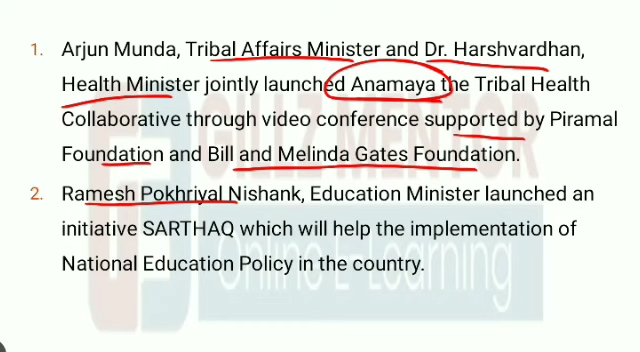 1. Arjun Munda, Tribal Affairs Minister and Dr. Harshvardhan,
Health Minister jointly launched Anamaya the Tribal Health
Collaborative through video conference supported by Piramal
Foundation and Bill and Melinda Gates Foundation.
2. Ramesh Pokhriyal Nishank, Education Minister launched an
initiative SARTHAQ which will help the implementation of
National Education Policy in the country.
Online E-Learning